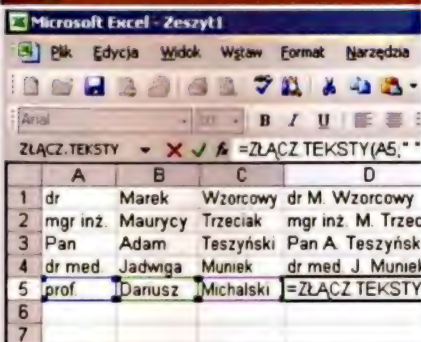 Microsoft Excel - Zeszyt1
Plik Edycja Widok Wstaw Format Narzędzia
Arial 10 B I U
ZŁĄCZ.TEKSTY =ZŁĄCZ.TEKSTY(A5;" "
A B C D
1 dr Marek Wzorcowy dr M. Wzorcowy
2 mgr inż. Maurycy Trzeciak mgr inż. M. Trzec
3 Pan Adam Teszyński Pan A. Teszyńsk
4 dr med. Jadwiga Muniek dr med. J. Muniek
5 prof. Dariusz Michalski =ZŁĄCZ.TEKSTY
6
7